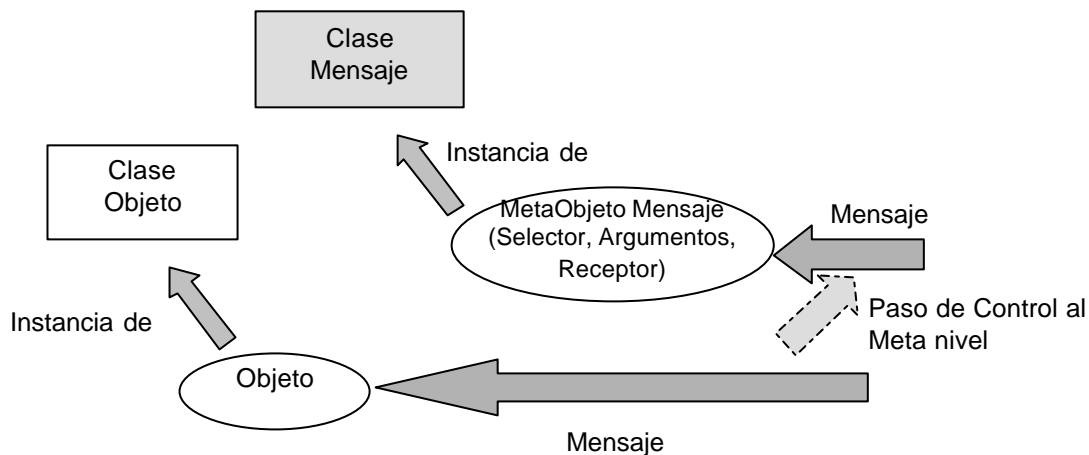 Clase
Mensaje
Instancia de
Clase
Objeto
MetaObjeto Mensaje
(Selector, Argumentos,
Receptor)
Mensaje
Paso de Control al
Meta nivel
Instancia de
Objeto
Mensaje